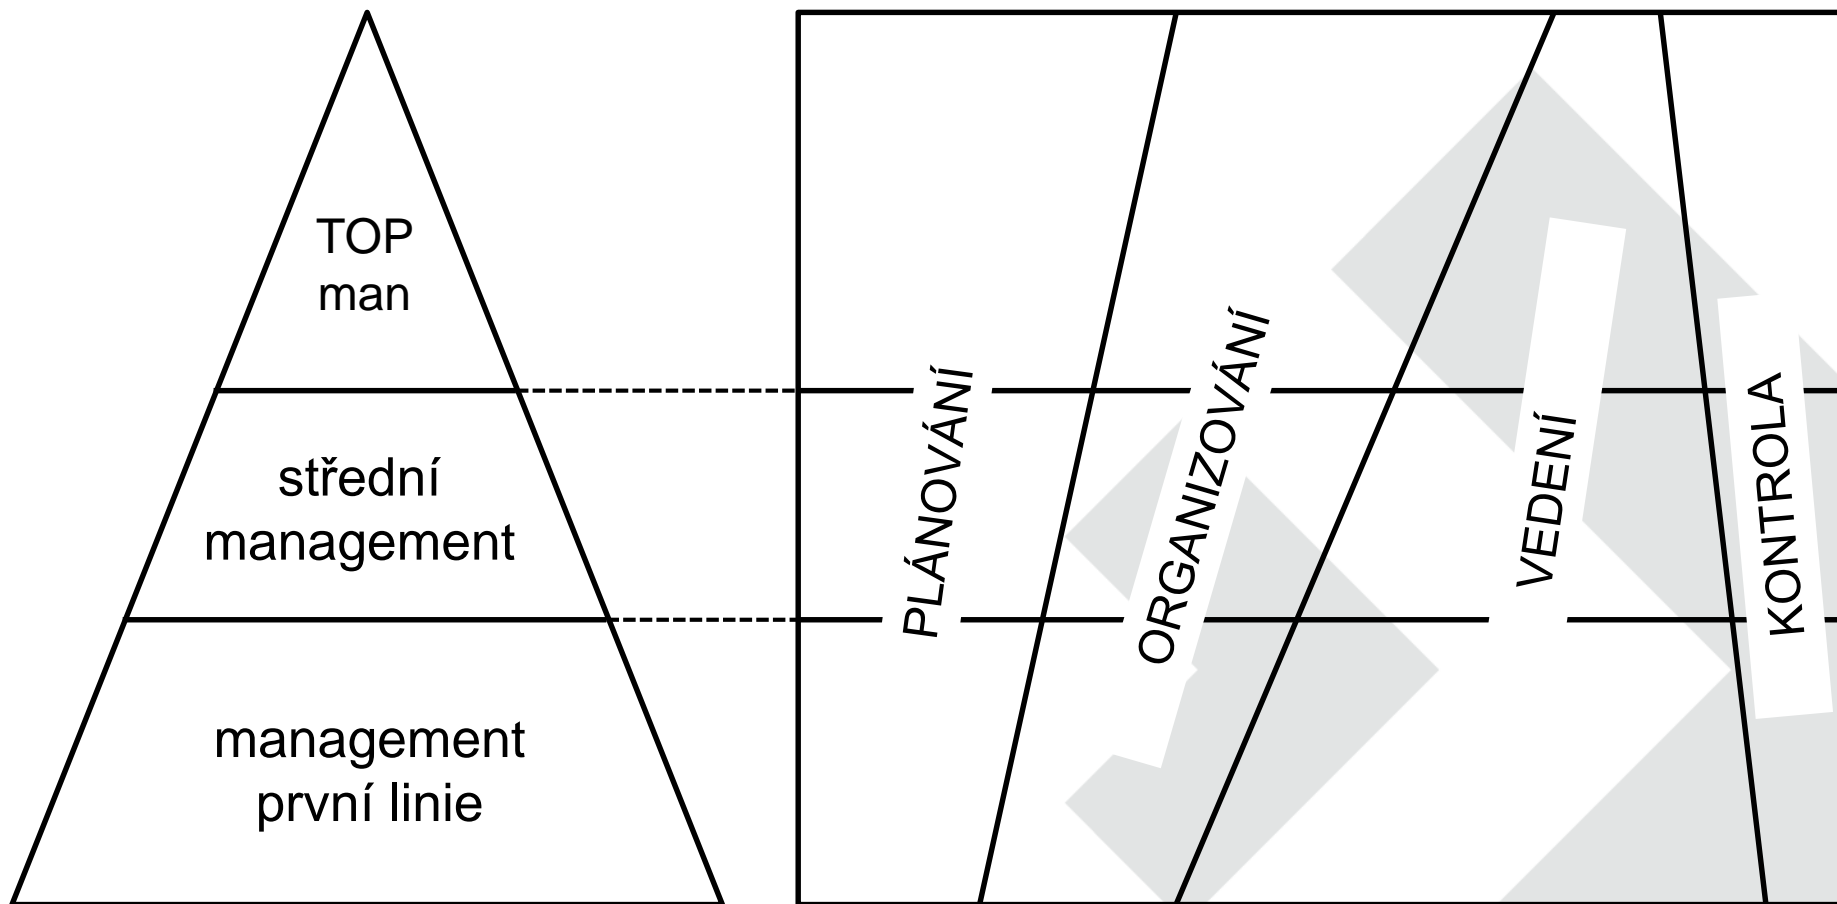 TOP
man
střední
management
management
první linie
PLÁNOVÁNÍ
ORGANIZOVÁNÍ
VEDENÍ
KONTROLA